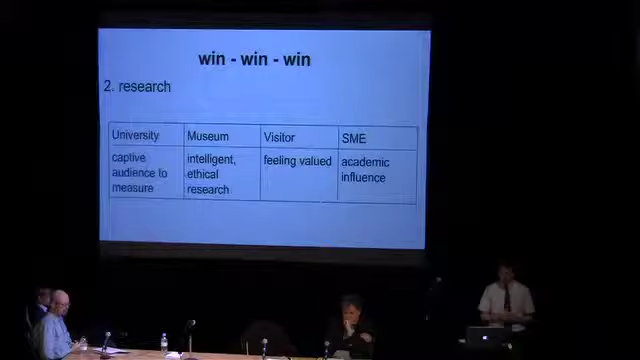 win - win - win
2. research
University Museum Visitor SME
captive audience to measure
intelligent, ethical research
feeling valued
academic influence